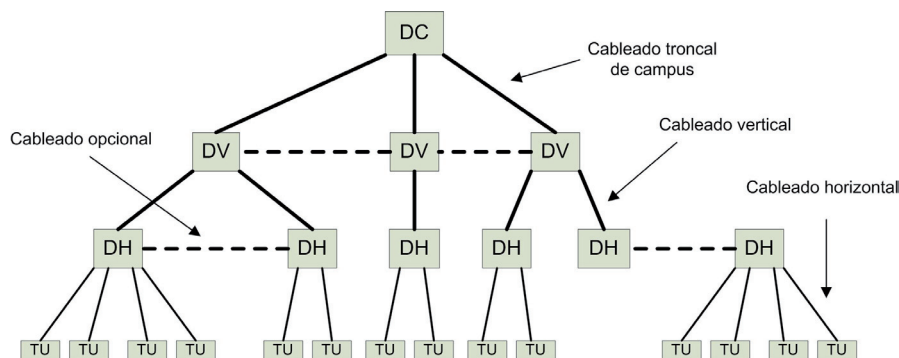 DC
Cableado troncal
de campus
Cableado opcional
Cableado vertical
DV
DV
DV
Cableado horizontal
DH
DH
DH
DH
DH
DH
TU
TU
TU
TU
TU
TU
TU
TU
TU
TU
TU
TU
TU
TU